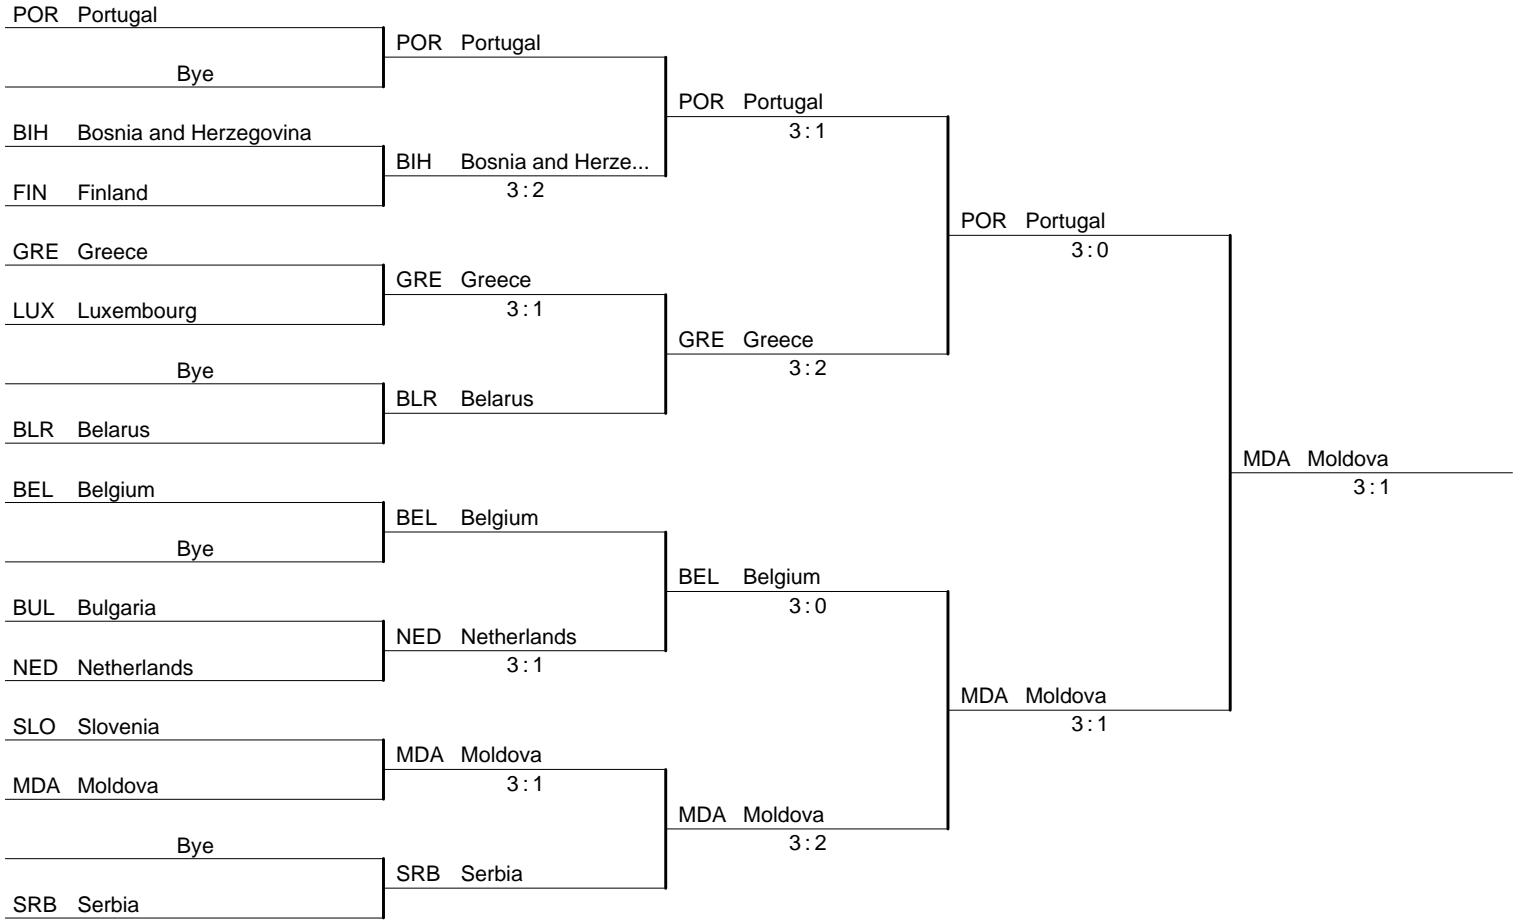 POR Portugal
Bye
BIH Bosnia and Herzegovina
FIN Finland
GRE Greece
LUX Luxembourg
Bye
BLR Belarus
BEL Belgium
Bye
BUL Bulgaria
NED Netherlands
SLO Slovenia
MDA Moldova
Bye
SRB Serbia
POR Portugal
BIH Bosnia and Herze...
3 : 2
GRE Greece
3 : 1
BLR Belarus
BEL Belgium
NED Netherlands
3 : 1
MDA Moldova
3 : 1
SRB Serbia
POR Portugal
3 : 1
GRE Greece
3 : 2
BEL Belgium
3 : 0
MDA Moldova
3 : 2
POR Portugal
3 : 0
MDA Moldova
3 : 1
MDA Moldova
3 : 1